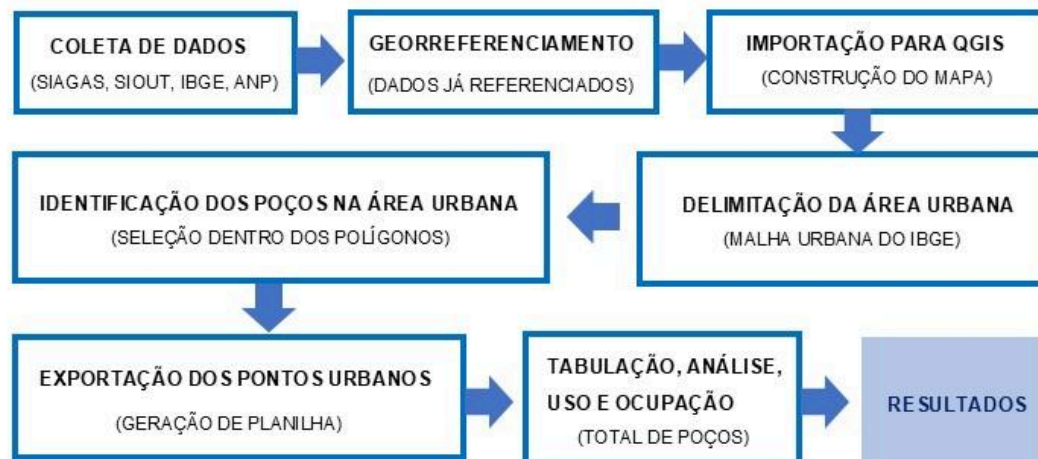 COLETA DE DADOS
(SIAGAS, SIOUT, IBGE, ANP)
GEORREFERENCIAMENTO
(DADOS JÁ REFERENCIADOS)
IMPORTAÇÃO PARA QGIS
(CONSTRUÇÃO DO MAPA)
DELIMITAÇÃO DA ÁREA URBANA
(MALHA URBANA DO IBGE)
IDENTIFICAÇÃO DOS POÇOS NA ÁREA URBANA
(SELEÇÃO DENTRO DOS POLÍGONOS)
EXPORTAÇÃO DOS PONTOS URBANOS
(GERAÇÃO DE PLANILHA)
TABULAÇÃO, ANÁLISE,
USO E OCUPAÇÃO
(TOTAL DE POÇOS)
RESULTADOS